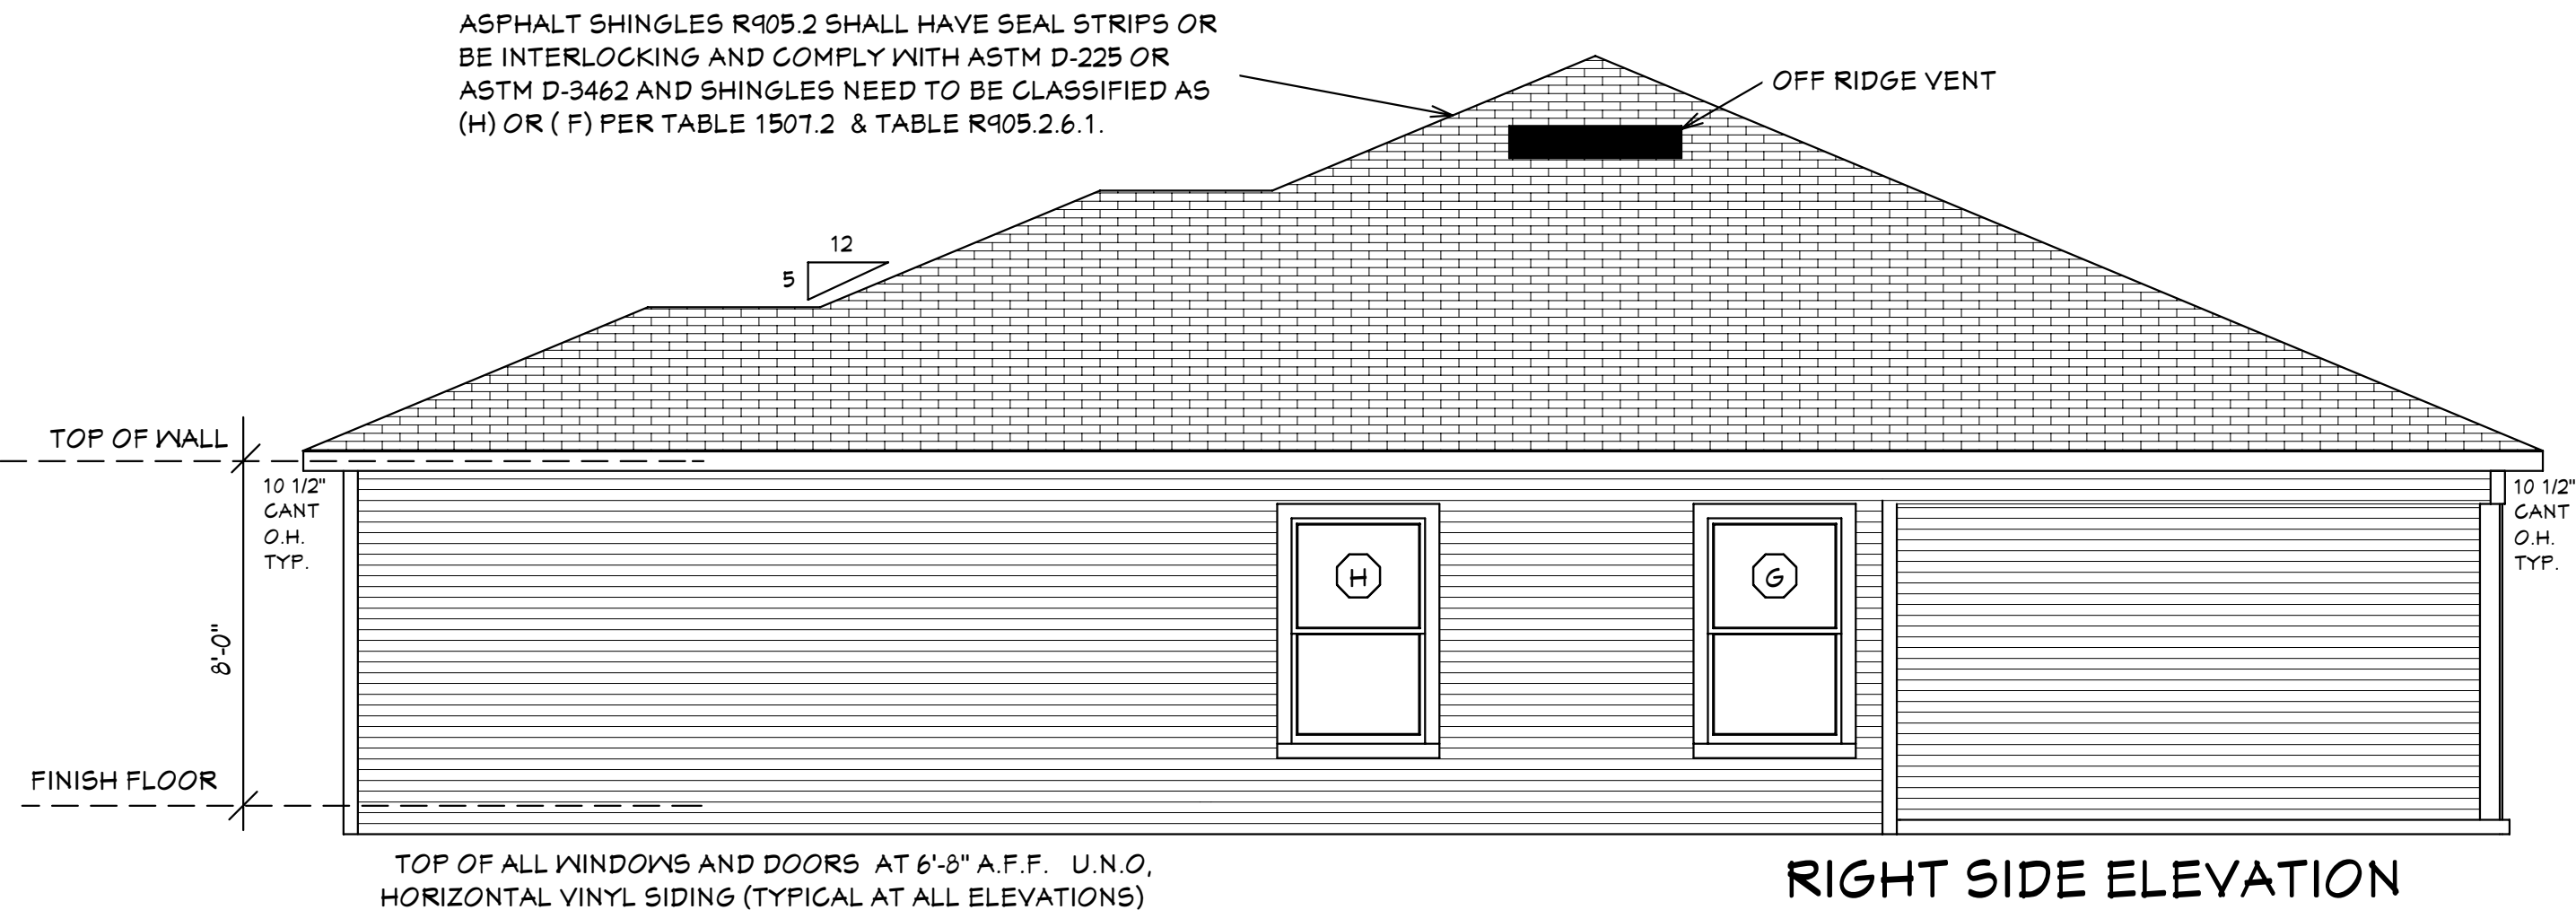 ASPHALT SHINGLES R905.2 SHALL HAVE SEAL STRIPS OR
BE INTERLOCKING AND COMPLY WITH ASTM D-225 OR
ASTM D-3462 AND SHINGLES NEED TO BE CLASSIFIED AS
(H) OR ( F) PER TABLE 1507.2 & TABLE R905.2.6.1.
OFF RIDGE VENT
12
5
TOP OF WALL
10 1/2"
CANT
O.H.
TYP.
10 1/2"
CANT
O.H.
TYP.
H
G
8'-0"
FINISH FLOOR
TOP OF ALL WINDOWS AND DOORS AT 6'-8" A.F.F. U.N.O,
HORIZONTAL VINYL SIDING (TYPICAL AT ALL ELEVATIONS)
RIGHT SIDE ELEVATION